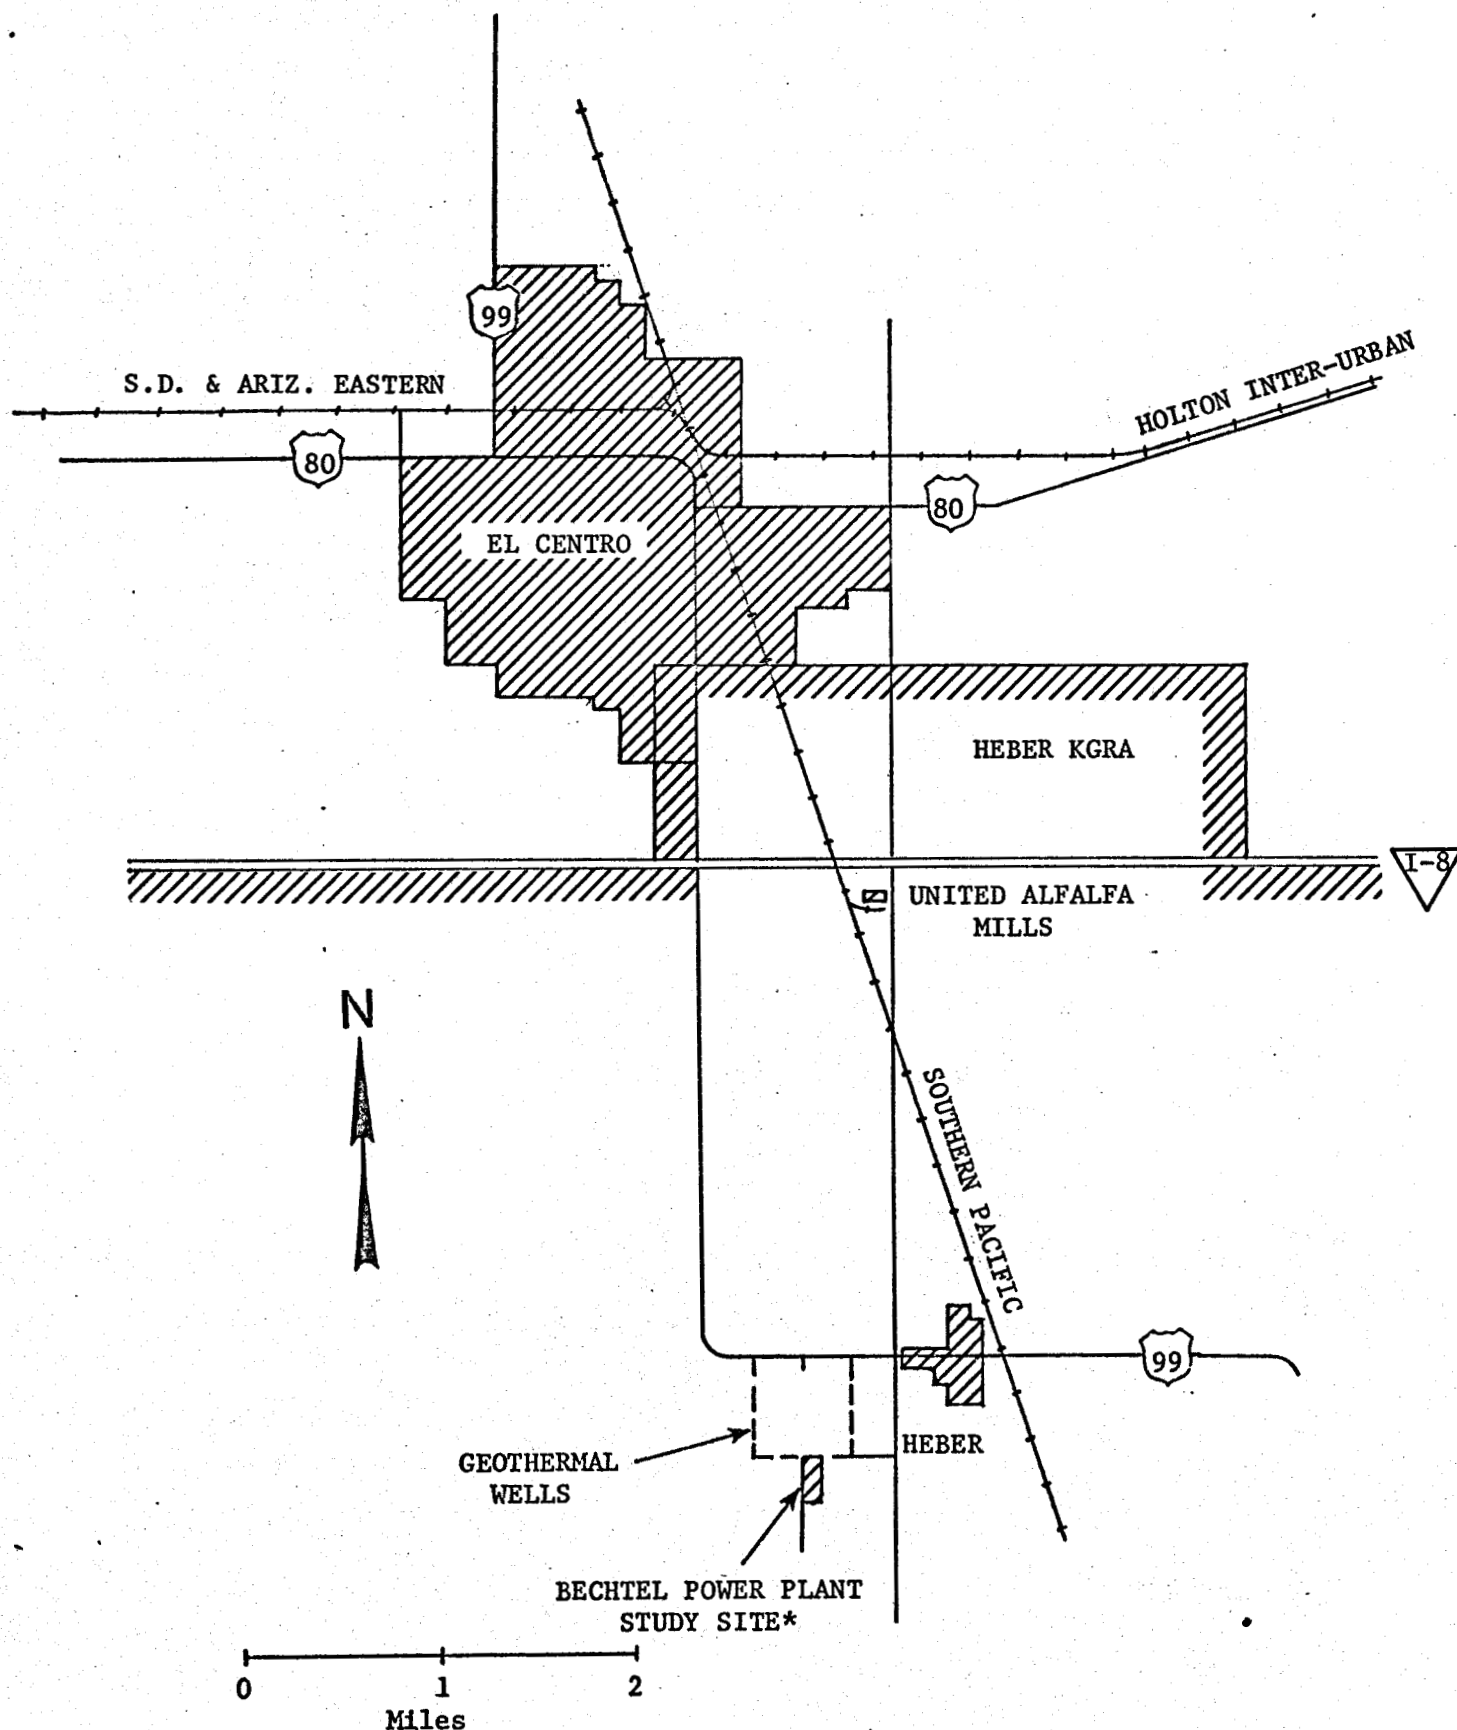 99
S.D. & ARIZ. EASTERN
HOLTON INTER-URBAN
80
80
EL CENTRO
HEBER KGRA
I-8
UNITED ALFALFA
MILLS
N
SOUTHERN PACIFIC
99
HEBER
GEOTHERMAL
WELLS
BECHTEL POWER PLANT
STUDY SITE*
0 1 2
Miles